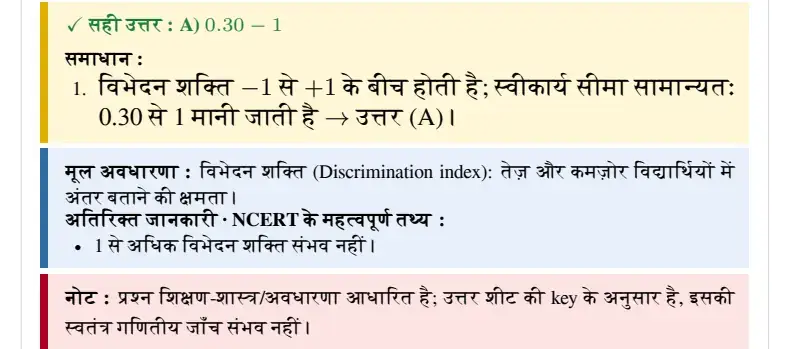 ✓ सही उत्तर : A) 0.30 − 1
समाधान :
1. विभेदन शक्ति −1 से +1 के बीच होती है; स्वीकार्य सीमा सामान्यतः
0.30 से 1 मानी जाती है → उत्तर (A)।
मूल अवधारणा : विभेदन शक्ति (Discrimination index): तेज़ और कमज़ोर विद्यार्थियों में
अंतर बताने की क्षमता।
अतिरिक्त जानकारी · NCERT के महत्वपूर्ण तथ्य :
• 1 से अधिक विभेदन शक्ति संभव नहीं।
नोट : प्रश्न शिक्षण-शास्त्र/अवधारणा आधारित है; उत्तर शीट की key के अनुसार है, इसकी
स्वतंत्र गणितीय जाँच संभव नहीं।